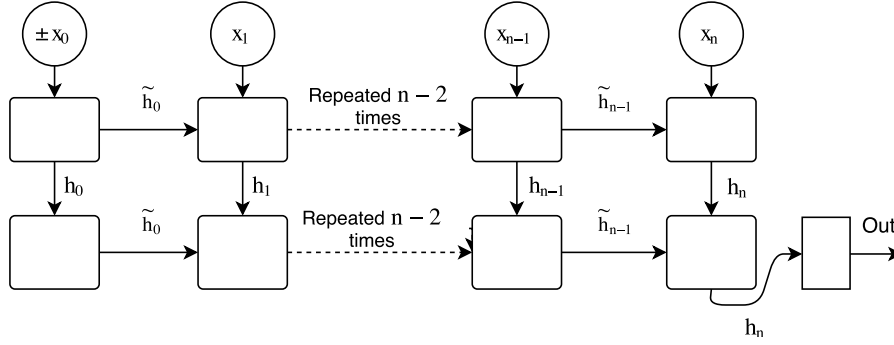 ±x₀ x₁ xₙ₋₁ xₙ
h̃₀ Repeated n − 2 times h̃ₙ₋₁
h₀ h₁ hₙ₋₁ hₙ
h̃₀ Repeated n − 2 times h̃ₙ₋₁ Out
hₙ